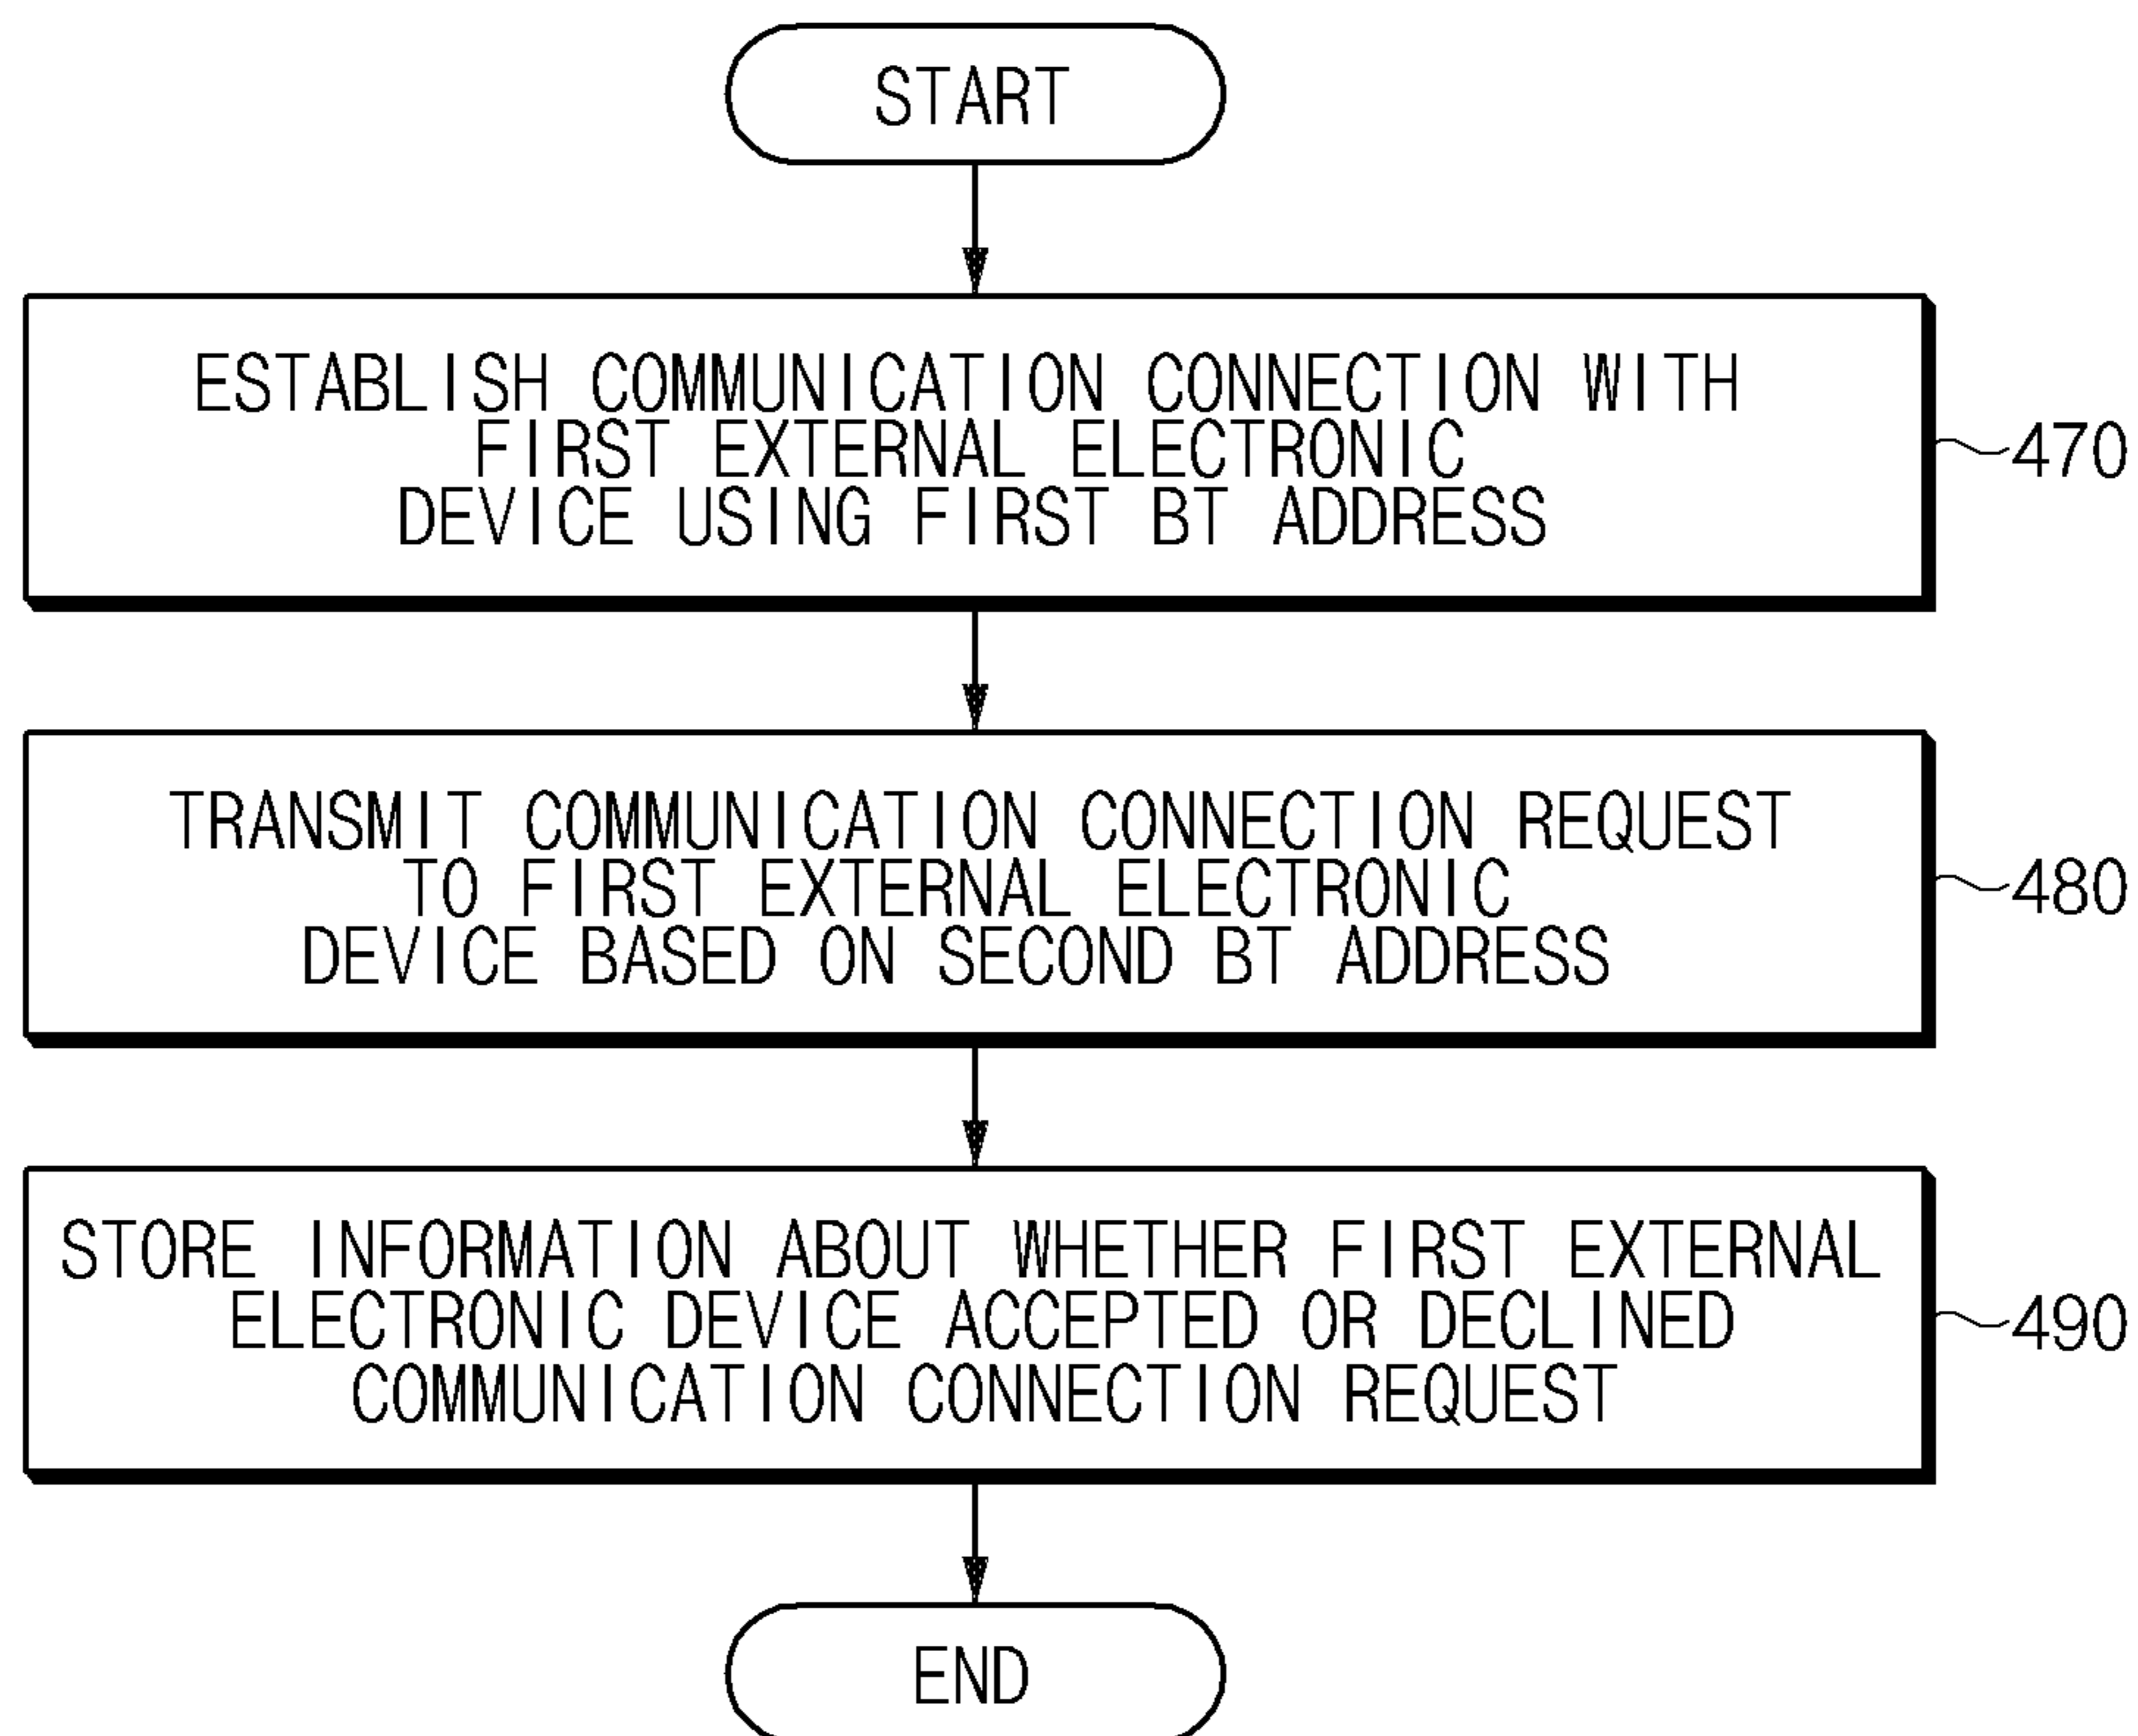 START
ESTABLISH COMMUNICATION CONNECTION WITH
FIRST EXTERNAL ELECTRONIC
DEVICE USING FIRST BT ADDRESS
470
TRANSMIT COMMUNICATION CONNECTION REQUEST
TO FIRST EXTERNAL ELECTRONIC
DEVICE BASED ON SECOND BT ADDRESS
480
STORE INFORMATION ABOUT WHETHER FIRST EXTERNAL
ELECTRONIC DEVICE ACCEPTED OR DECLINED
COMMUNICATION CONNECTION REQUEST
490
END